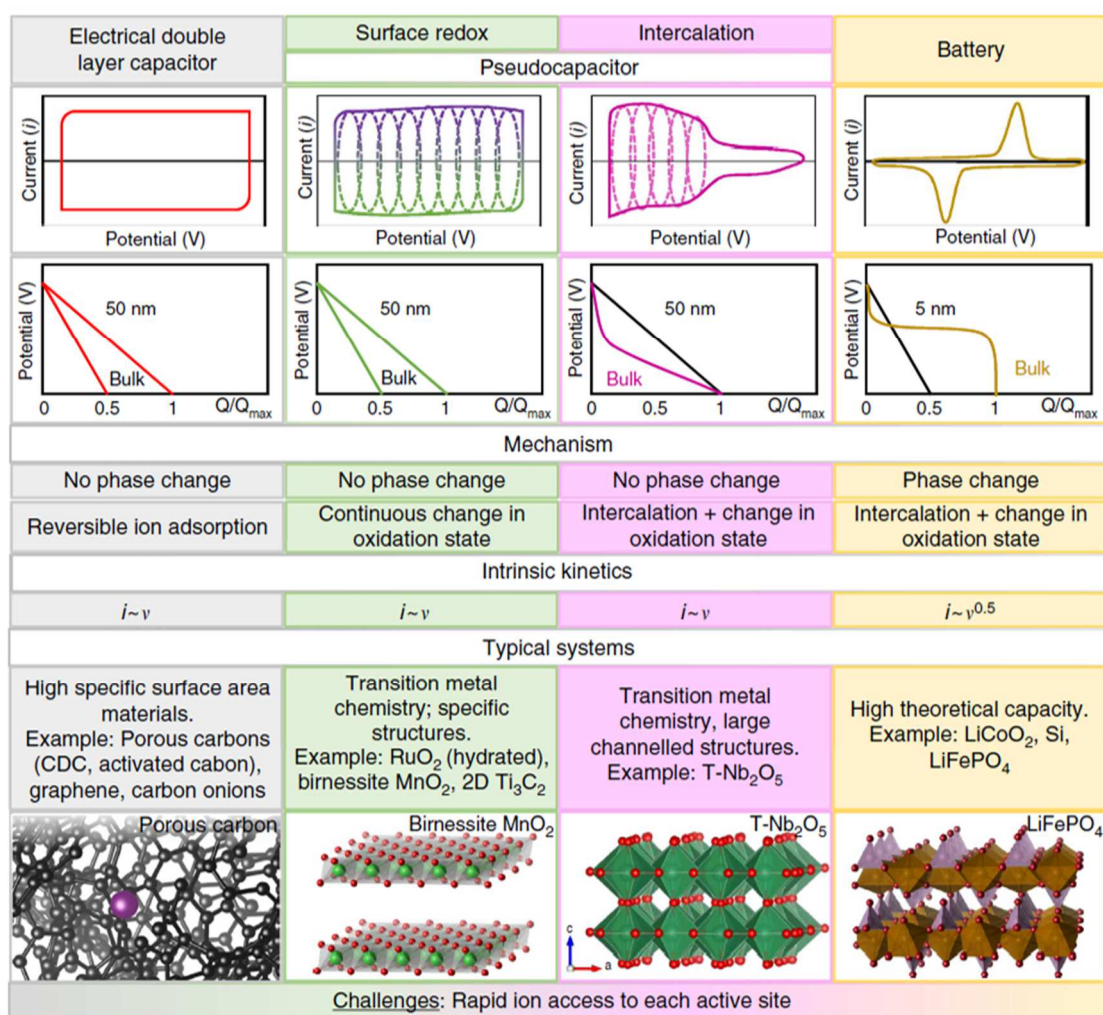 Electrical double
layer capacitor
Surface redox
Intercalation
Battery
Pseudocapacitor
Current (i)
Potential (V)
Current (i)
Potential (V)
Current (i)
Potential (V)
Current (i)
Potential (V)
Potential (V)
50 nm
Bulk
0 0.5 1 Q/Qmax
Potential (V)
50 nm
Bulk
0 0.5 1 Q/Qmax
Potential (V)
50 nm
Bulk
0 0.5 1 Q/Qmax
Potential (V)
5 nm
Bulk
0 0.5 1 Q/Qmax
Mechanism
No phase change
No phase change
No phase change
Phase change
Reversible ion adsorption
Continuous change in
oxidation state
Intercalation + change in
oxidation state
Intercalation + change in
oxidation state
Intrinsic kinetics
i~v
i~v
i~v
i~v0.5
Typical systems
High specific surface area
materials.
Example: Porous carbons
(CDC, activated cabon),
graphene, carbon onions
Transition metal
chemistry; specific
structures.
Example: RuO2 (hydrated),
birnessite MnO2, 2D Ti3C2
Transition metal
chemistry, large
channelled structures.
Example: T-Nb2O5
High theoretical capacity.
Example: LiCoO2, Si,
LiFePO4
Porous carbon
Birnessite MnO2
T-Nb2O5
c
a
LiFePO4
Challenges: Rapid ion access to each active site